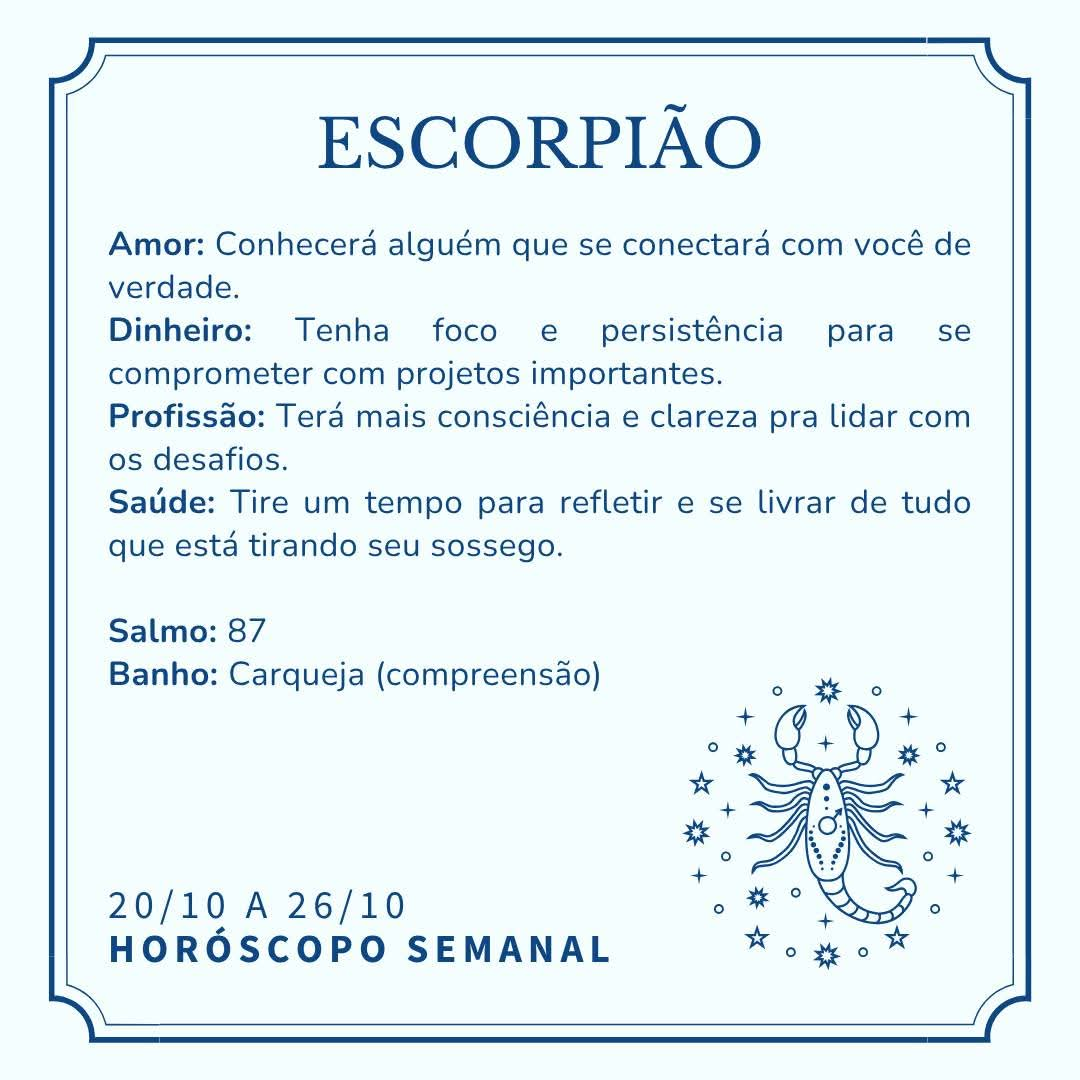 ESCORPIÃO
Amor: Conhecerá alguém que se conectará com você de
verdade.
Dinheiro: Tenha foco e persistência para se
comprometer com projetos importantes.
Profissão: Terá mais consciência e clareza pra lidar com
os desafios.
Saúde: Tire um tempo para refletir e se livrar de tudo
que está tirando seu sossego.
Salmo: 87
Banho: Carqueja (compreensão)
20/10 A 26/10
HORÓSCOPO SEMANAL